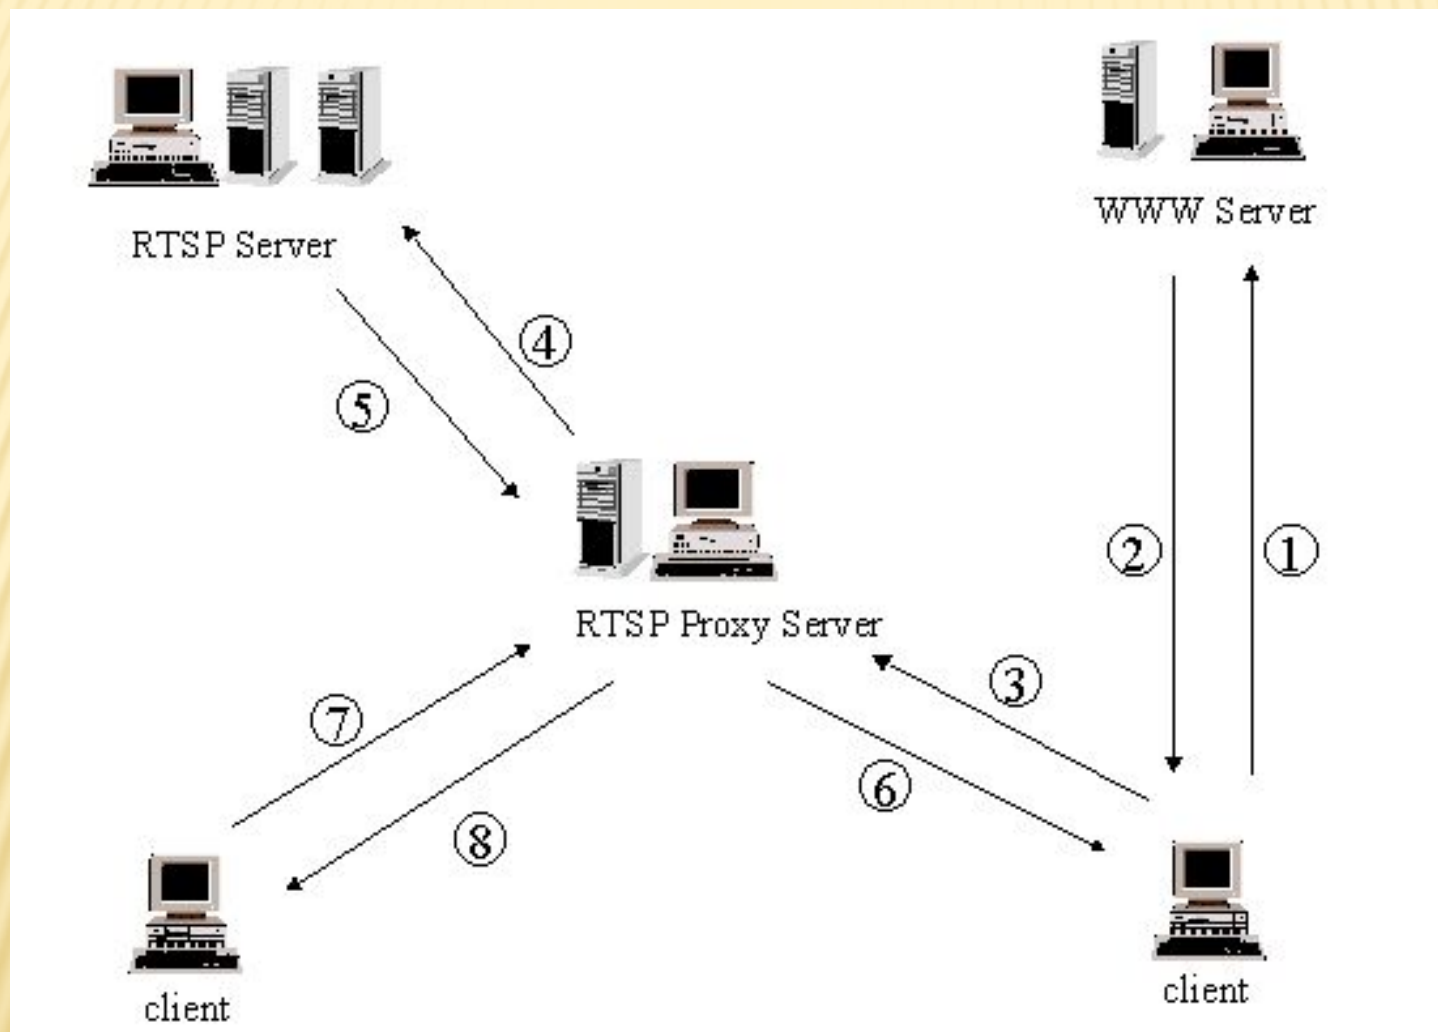 WWW Server
RTSP Server
④
⑤
②
①
RTSP Proxy Server
③
⑦
⑥
⑧
client
client